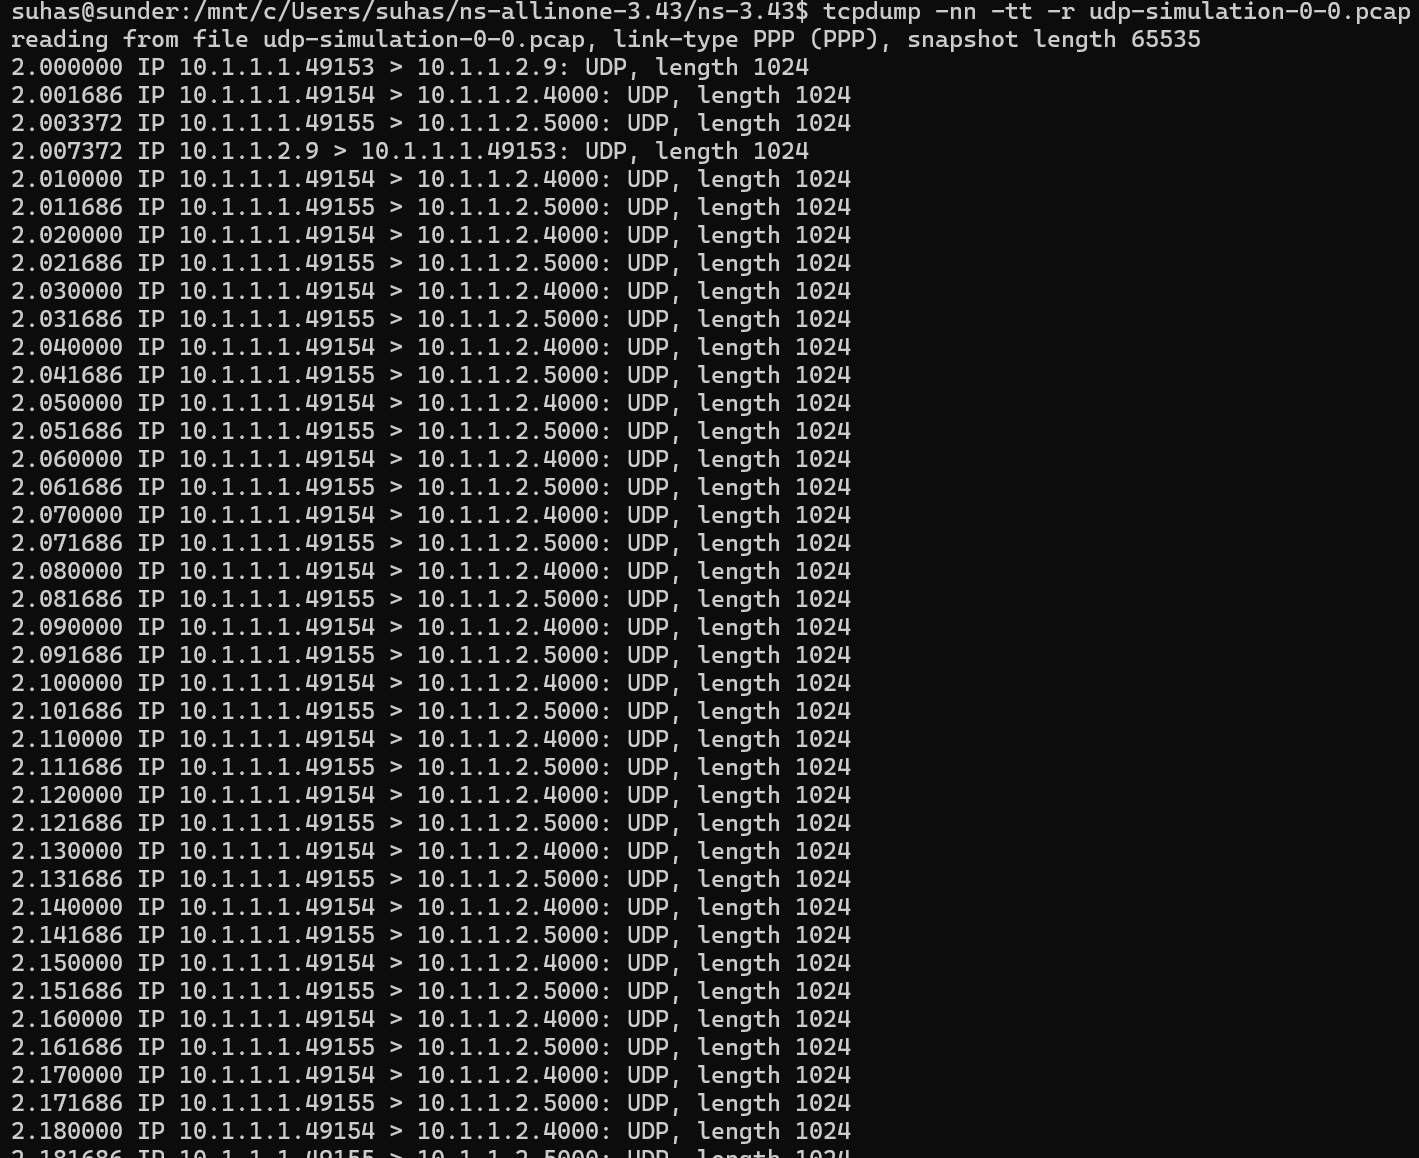 suhas@sunder:/mnt/c/Users/suhas/ns-allinone-3.43/ns-3.43$ tcpdump -nn -tt -r udp-simulation-0-0.pcap
reading from file udp-simulation-0-0.pcap, link-type PPP (PPP), snapshot length 65535
2.000000 IP 10.1.1.1.49153 > 10.1.1.2.9: UDP, length 1024
2.001686 IP 10.1.1.1.49154 > 10.1.1.2.4000: UDP, length 1024
2.003372 IP 10.1.1.1.49155 > 10.1.1.2.5000: UDP, length 1024
2.007372 IP 10.1.1.2.9 > 10.1.1.1.49153: UDP, length 1024
2.010000 IP 10.1.1.1.49154 > 10.1.1.2.4000: UDP, length 1024
2.011686 IP 10.1.1.1.49155 > 10.1.1.2.5000: UDP, length 1024
2.020000 IP 10.1.1.1.49154 > 10.1.1.2.4000: UDP, length 1024
2.021686 IP 10.1.1.1.49155 > 10.1.1.2.5000: UDP, length 1024
2.030000 IP 10.1.1.1.49154 > 10.1.1.2.4000: UDP, length 1024
2.031686 IP 10.1.1.1.49155 > 10.1.1.2.5000: UDP, length 1024
2.040000 IP 10.1.1.1.49154 > 10.1.1.2.4000: UDP, length 1024
2.041686 IP 10.1.1.1.49155 > 10.1.1.2.5000: UDP, length 1024
2.050000 IP 10.1.1.1.49154 > 10.1.1.2.4000: UDP, length 1024
2.051686 IP 10.1.1.1.49155 > 10.1.1.2.5000: UDP, length 1024
2.060000 IP 10.1.1.1.49154 > 10.1.1.2.4000: UDP, length 1024
2.061686 IP 10.1.1.1.49155 > 10.1.1.2.5000: UDP, length 1024
2.070000 IP 10.1.1.1.49154 > 10.1.1.2.4000: UDP, length 1024
2.071686 IP 10.1.1.1.49155 > 10.1.1.2.5000: UDP, length 1024
2.080000 IP 10.1.1.1.49154 > 10.1.1.2.4000: UDP, length 1024
2.081686 IP 10.1.1.1.49155 > 10.1.1.2.5000: UDP, length 1024
2.090000 IP 10.1.1.1.49154 > 10.1.1.2.4000: UDP, length 1024
2.091686 IP 10.1.1.1.49155 > 10.1.1.2.5000: UDP, length 1024
2.100000 IP 10.1.1.1.49154 > 10.1.1.2.4000: UDP, length 1024
2.101686 IP 10.1.1.1.49155 > 10.1.1.2.5000: UDP, length 1024
2.110000 IP 10.1.1.1.49154 > 10.1.1.2.4000: UDP, length 1024
2.111686 IP 10.1.1.1.49155 > 10.1.1.2.5000: UDP, length 1024
2.120000 IP 10.1.1.1.49154 > 10.1.1.2.4000: UDP, length 1024
2.121686 IP 10.1.1.1.49155 > 10.1.1.2.5000: UDP, length 1024
2.130000 IP 10.1.1.1.49154 > 10.1.1.2.4000: UDP, length 1024
2.131686 IP 10.1.1.1.49155 > 10.1.1.2.5000: UDP, length 1024
2.140000 IP 10.1.1.1.49154 > 10.1.1.2.4000: UDP, length 1024
2.141686 IP 10.1.1.1.49155 > 10.1.1.2.5000: UDP, length 1024
2.150000 IP 10.1.1.1.49154 > 10.1.1.2.4000: UDP, length 1024
2.151686 IP 10.1.1.1.49155 > 10.1.1.2.5000: UDP, length 1024
2.160000 IP 10.1.1.1.49154 > 10.1.1.2.4000: UDP, length 1024
2.161686 IP 10.1.1.1.49155 > 10.1.1.2.5000: UDP, length 1024
2.170000 IP 10.1.1.1.49154 > 10.1.1.2.4000: UDP, length 1024
2.171686 IP 10.1.1.1.49155 > 10.1.1.2.5000: UDP, length 1024
2.180000 IP 10.1.1.1.49154 > 10.1.1.2.4000: UDP, length 1024